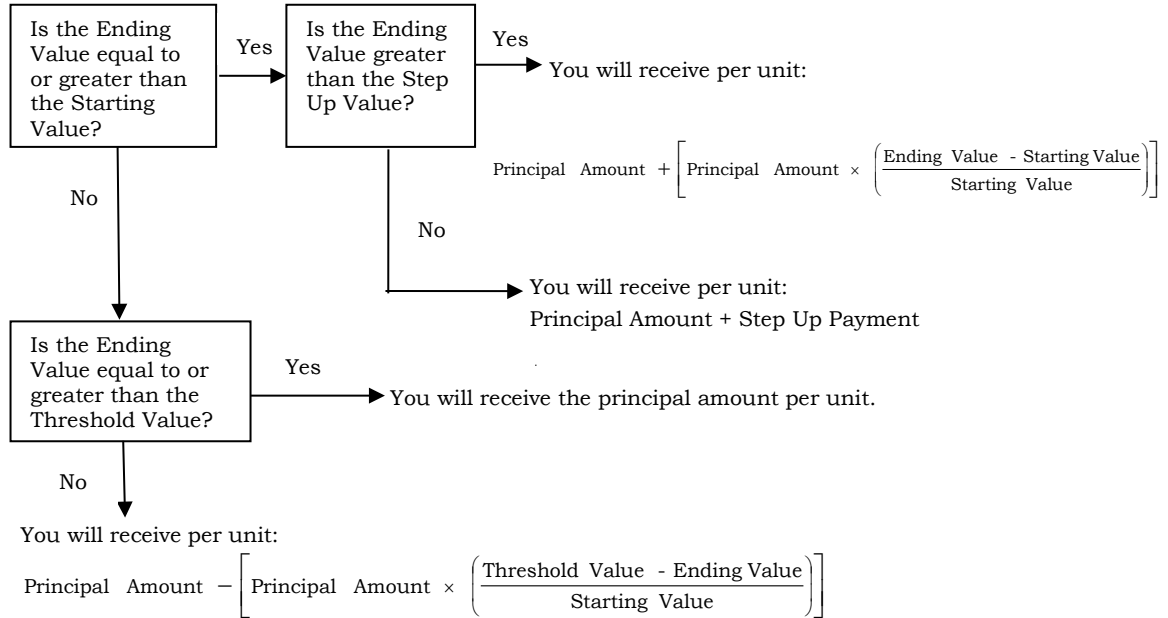 Is the Ending
Value equal to
or greater than
the Starting
Value?
Yes
Is the Ending
Value greater
than the Step
Up Value?
Yes
You will receive per unit:
Principal Amount + [Principal Amount × (Ending Value - Starting Value / Starting Value)]
No
No
You will receive per unit:
Principal Amount + Step Up Payment
Is the Ending
Value equal to or
greater than the
Threshold Value?
Yes
You will receive the principal amount per unit.
No
You will receive per unit:
Principal Amount − [Principal Amount × (Threshold Value - Ending Value / Starting Value)]